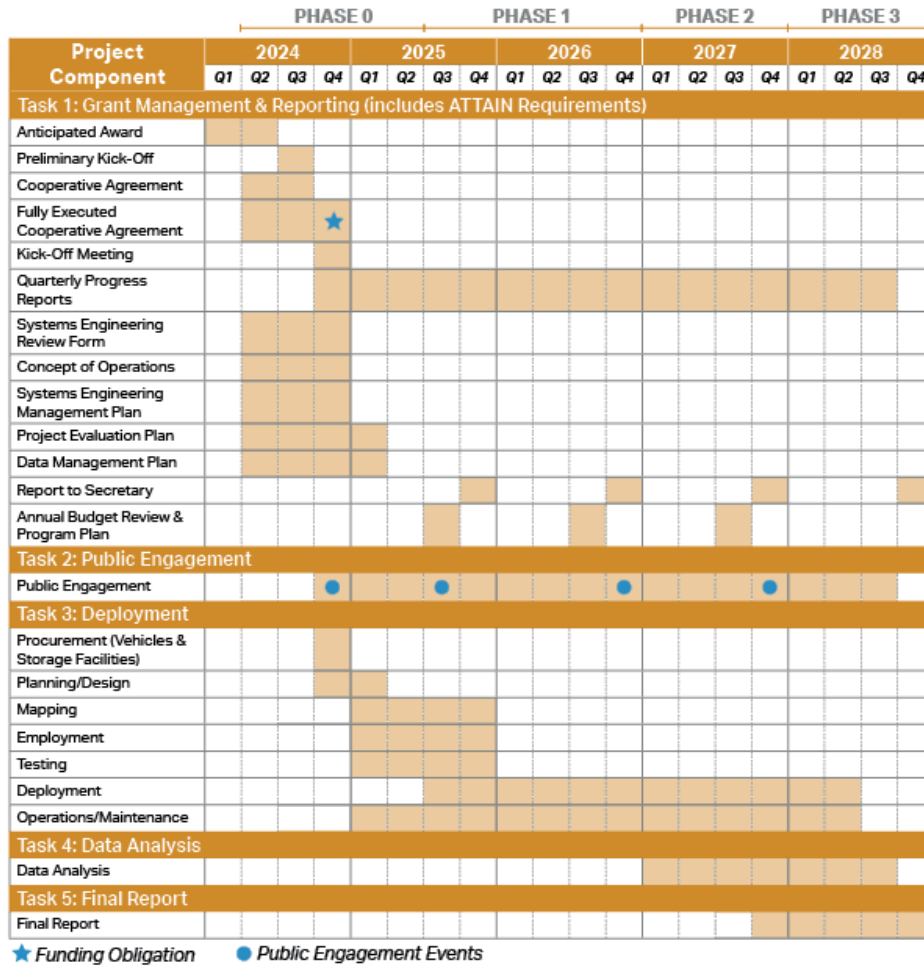 PHASE 0 PHASE 1 PHASE 2 PHASE 3
Project
Component
2024 2025 2026 2027 2028
Q1 Q2 Q3 Q4 Q1 Q2 Q3 Q4 Q1 Q2 Q3 Q4 Q1 Q2 Q3 Q4 Q1 Q2 Q3 Q4
Task 1: Grant Management & Reporting (includes ATTAIN Requirements)
Anticipated Award
Preliminary Kick-Off
Cooperative Agreement
Fully Executed
Cooperative Agreement
Kick-Off Meeting
Quarterly Progress
Reports
Systems Engineering
Review Form
Concept of Operations
Systems Engineering
Management Plan
Project Evaluation Plan
Data Management Plan
Report to Secretary
Annual Budget Review &
Program Plan
Task 2: Public Engagement
Public Engagement
Task 3: Deployment
Procurement (Vehicles &
Storage Facilities)
Planning/Design
Mapping
Employment
Testing
Deployment
Operations/Maintenance
Task 4: Data Analysis
Data Analysis
Task 5: Final Report
Final Report
Funding Obligation Public Engagement Events